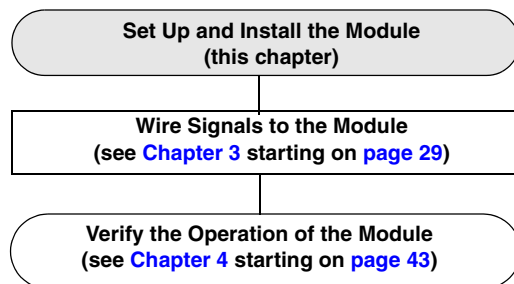 Set Up and Install the Module
(this chapter)
Wire Signals to the Module
(see Chapter 3 starting on page 29)
Verify the Operation of the Module
(see Chapter 4 starting on page 43)